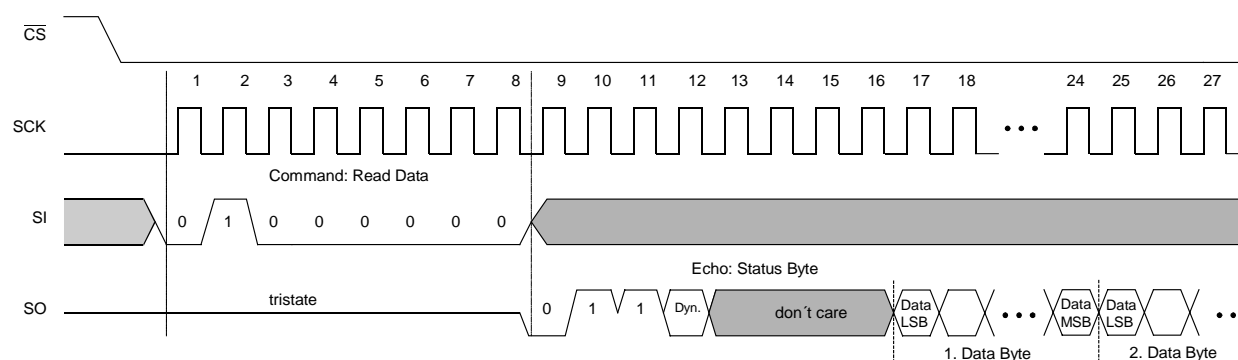 CS
1 2 3 4 5 6 7 8 9 10 11 12 13 14 15 16 17 18 24 25 26 27
SCK
Command: Read Data
SI 0 1 0 0 0 0 0 0
Echo: Status Byte
SO tristate 0 1 1 Dyn. don´t care Data LSB Data MSB Data LSB
1. Data Byte 2. Data Byte